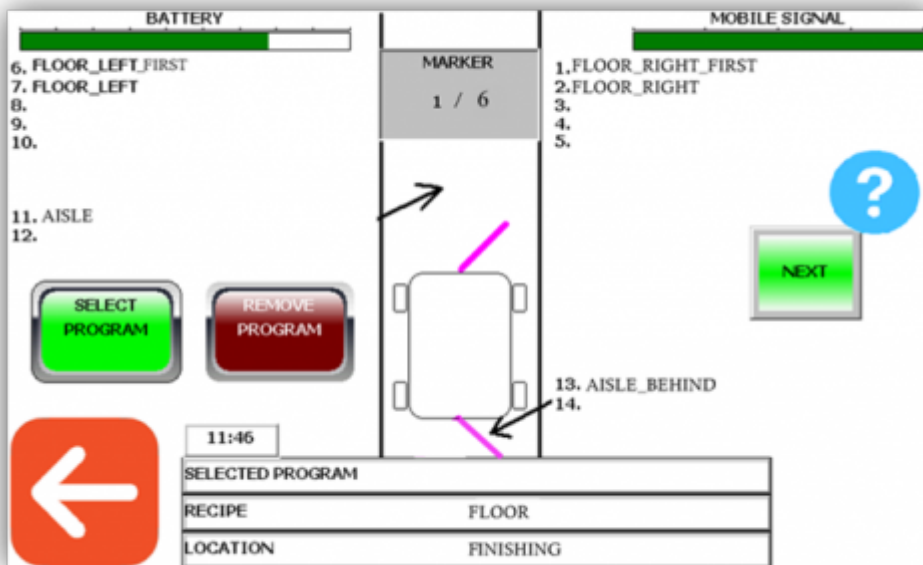 BATTERY
MOBILE SIGNAL
6. FLOOR_LEFT_FIRST
7. FLOOR_LEFT
8.
9.
10.
MARKER
1 / 6
1.FLOOR_RIGHT_FIRST
2.FLOOR_RIGHT
3.
4.
5.
?
11. AISLE
12.
NEXT
SELECT
PROGRAM
REMOVE
PROGRAM
13. AISLE_BEHIND
14.
11:46
SELECTED PROGRAM
RECIPE FLOOR
LOCATION FINISHING